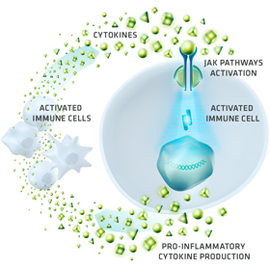 CYTOKINES
JAK PATHWAYS
ACTIVATION
ACTIVATED
IMMUNE CELLS
ACTIVATED
IMMUNE CELL
PRO-INFLAMMATORY
CYTOKINE PRODUCTION